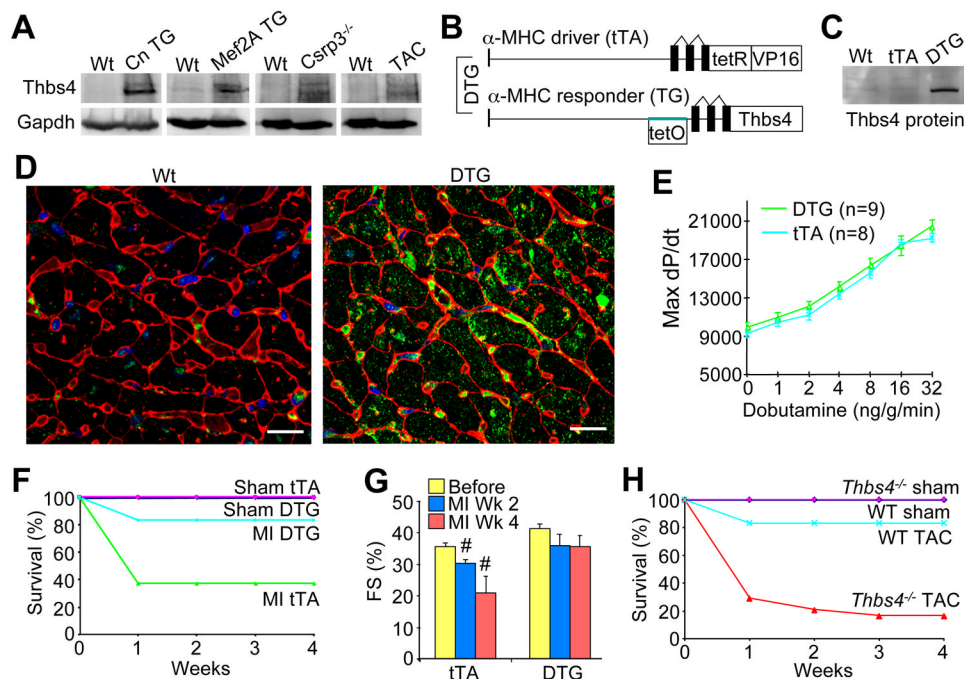 A
Wt Cn TG Wt Mef2A TG Wt Csrp3-/- Wt TAC
Thbs4
Gapdh
B
α-MHC driver (tTA)
tetR VP16
DTG
α-MHC responder (TG)
tetO
Thbs4
C
Wt tTA DTG
Thbs4 protein
D
Wt DTG
E
DTG (n=9)
tTA (n=8)
Max dP/dt
21000
17000
13000
9000
5000
0 1 2 4 8 16 32
Dobutamine (ng/g/min)
F
Survival (%)
100
80
60
40
20
0
Sham tTA
Sham DTG
MI DTG
MI tTA
0 1 2 3 4
Weeks
G
Before
MI Wk 2
MI Wk 4
FS (%)
50
40
30
20
10
0
# #
tTA DTG
H
Survival (%)
100
80
60
40
20
0
Thbs4-/- sham
WT sham
WT TAC
Thbs4-/- TAC
0 1 2 3 4
Weeks